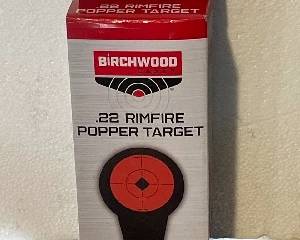 BIRCHWOOD
.22 RIMFIRE
POPPER TARGET